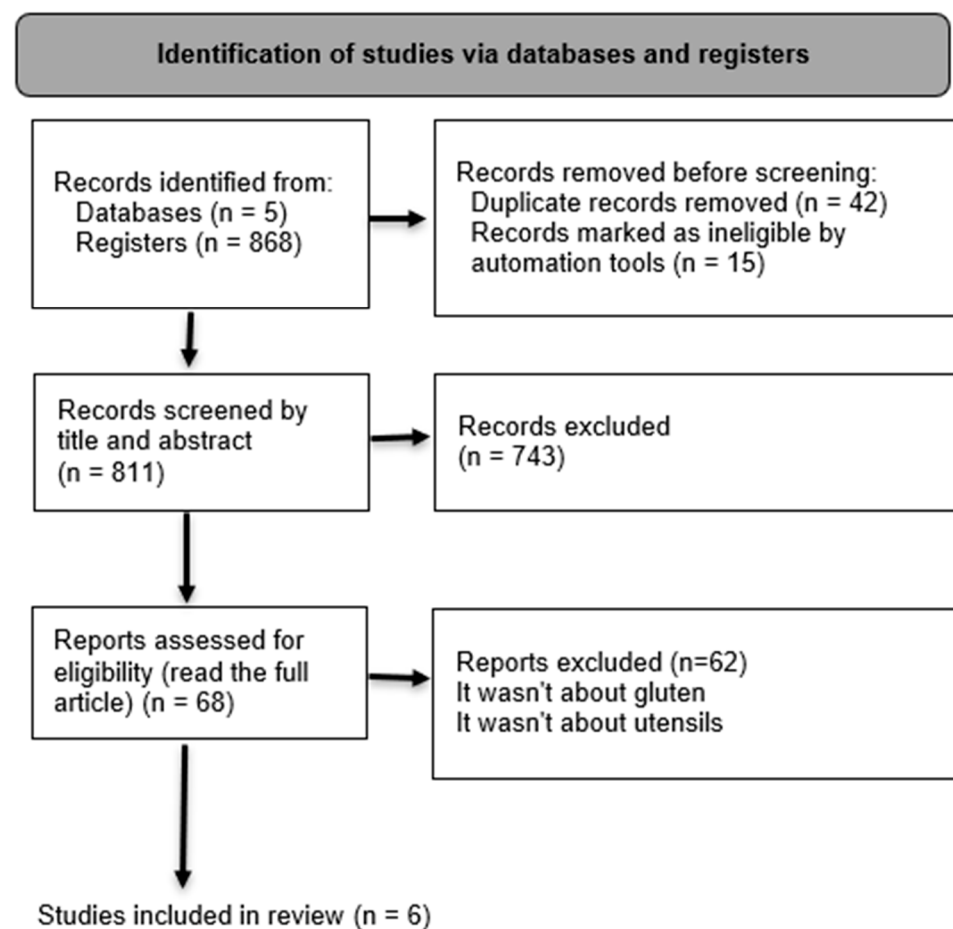 Identification of studies via databases and registers
Records identified from:
Databases (n = 5)
Registers (n = 868)
Records removed before screening:
Duplicate records removed (n = 42)
Records marked as ineligible by
automation tools (n = 15)
Records screened by
title and abstract
(n = 811)
Records excluded
(n = 743)
Reports assessed for
eligibility (read the full
article) (n = 68)
Reports excluded (n=62)
It wasn't about gluten
It wasn't about utensils
Studies included in review (n = 6)